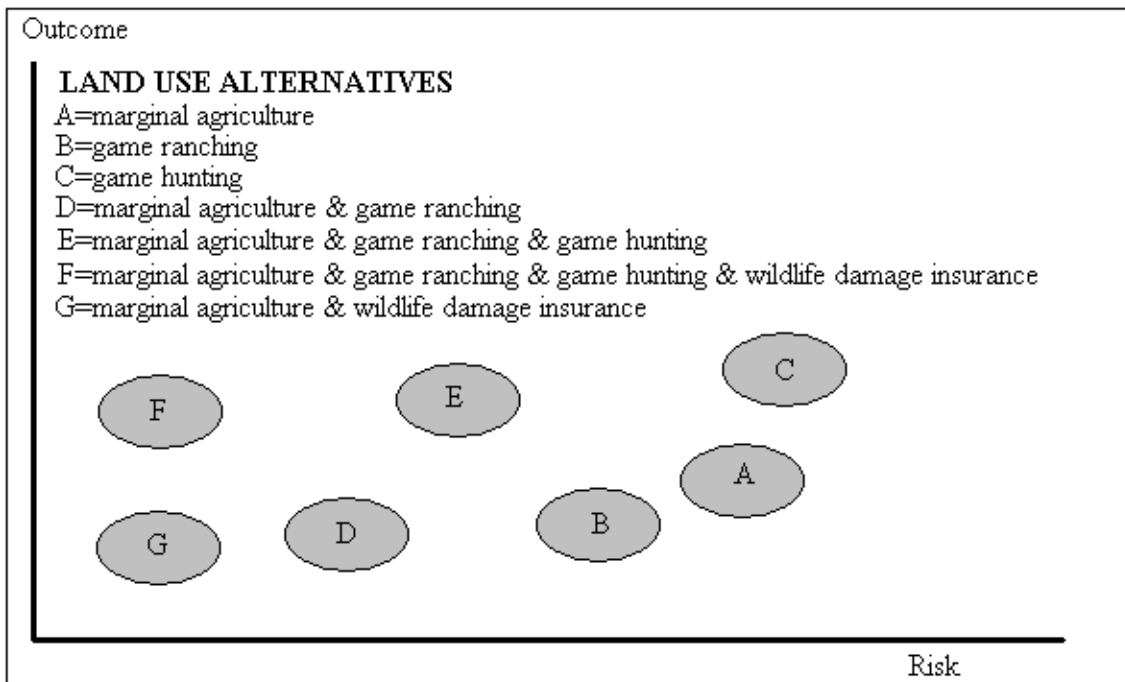 Outcome
LAND USE ALTERNATIVES
A=marginal agriculture
B=game ranching
C=game hunting
D=marginal agriculture & game ranching
E=marginal agriculture & game ranching & game hunting
F=marginal agriculture & game ranching & game hunting & wildlife damage insurance
G=marginal agriculture & wildlife damage insurance
C
E
F
A
B
D
G
Risk